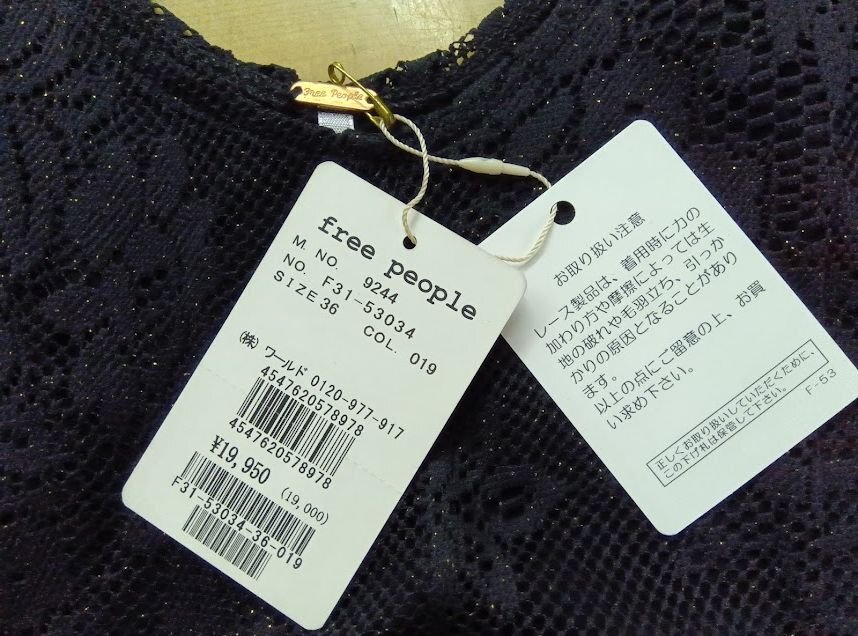 free People
free people
M. NO. 9244
NO. F31-53034
SIZE36 COL. 019
(株) ワールド 0120-977-917
4547620578978
4547620578978
¥19,950
(19,000)
F31-53034-36-019
お取り扱い注意
レース製品は、着用時に力の
加わり方や摩擦によっては生
地の破れや毛羽立ち、引っか
かりの原因となることがあり
ます。
以上の点にご留意の上、お買
い求め下さい。
正しくお取り扱いしていただくために、
この下げ札は保管して下さい。
F-53